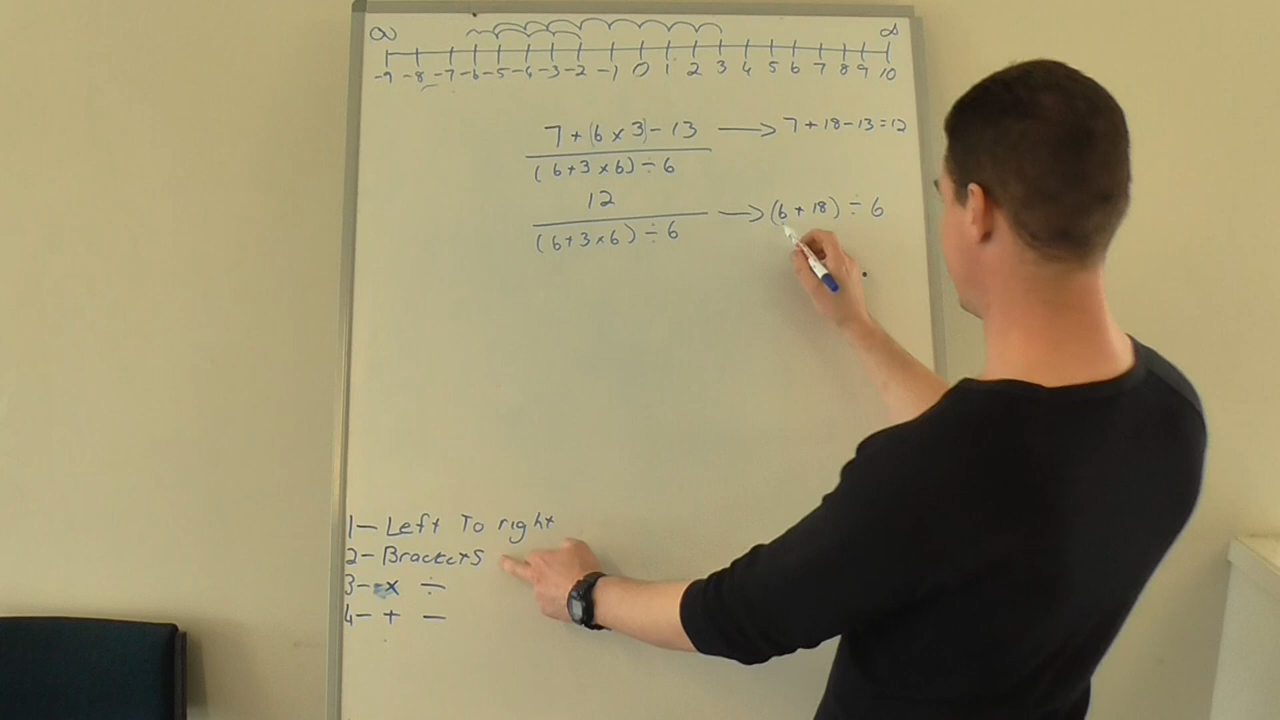 ∞ ∞
-9 -8 -7 -6 -5 -4 -3 -2 -1 0 1 2 3 4 5 6 7 8 9 10
7 + (6 x 3) - 13 → 7 + 18 - 13 = 12
(6 + 3 x 6) ÷ 6
12
→ (6 + 18) ÷ 6
(6 + 3 x 6) ÷ 6
1- Left To right
2- Brackets
3- x ÷
4- + -